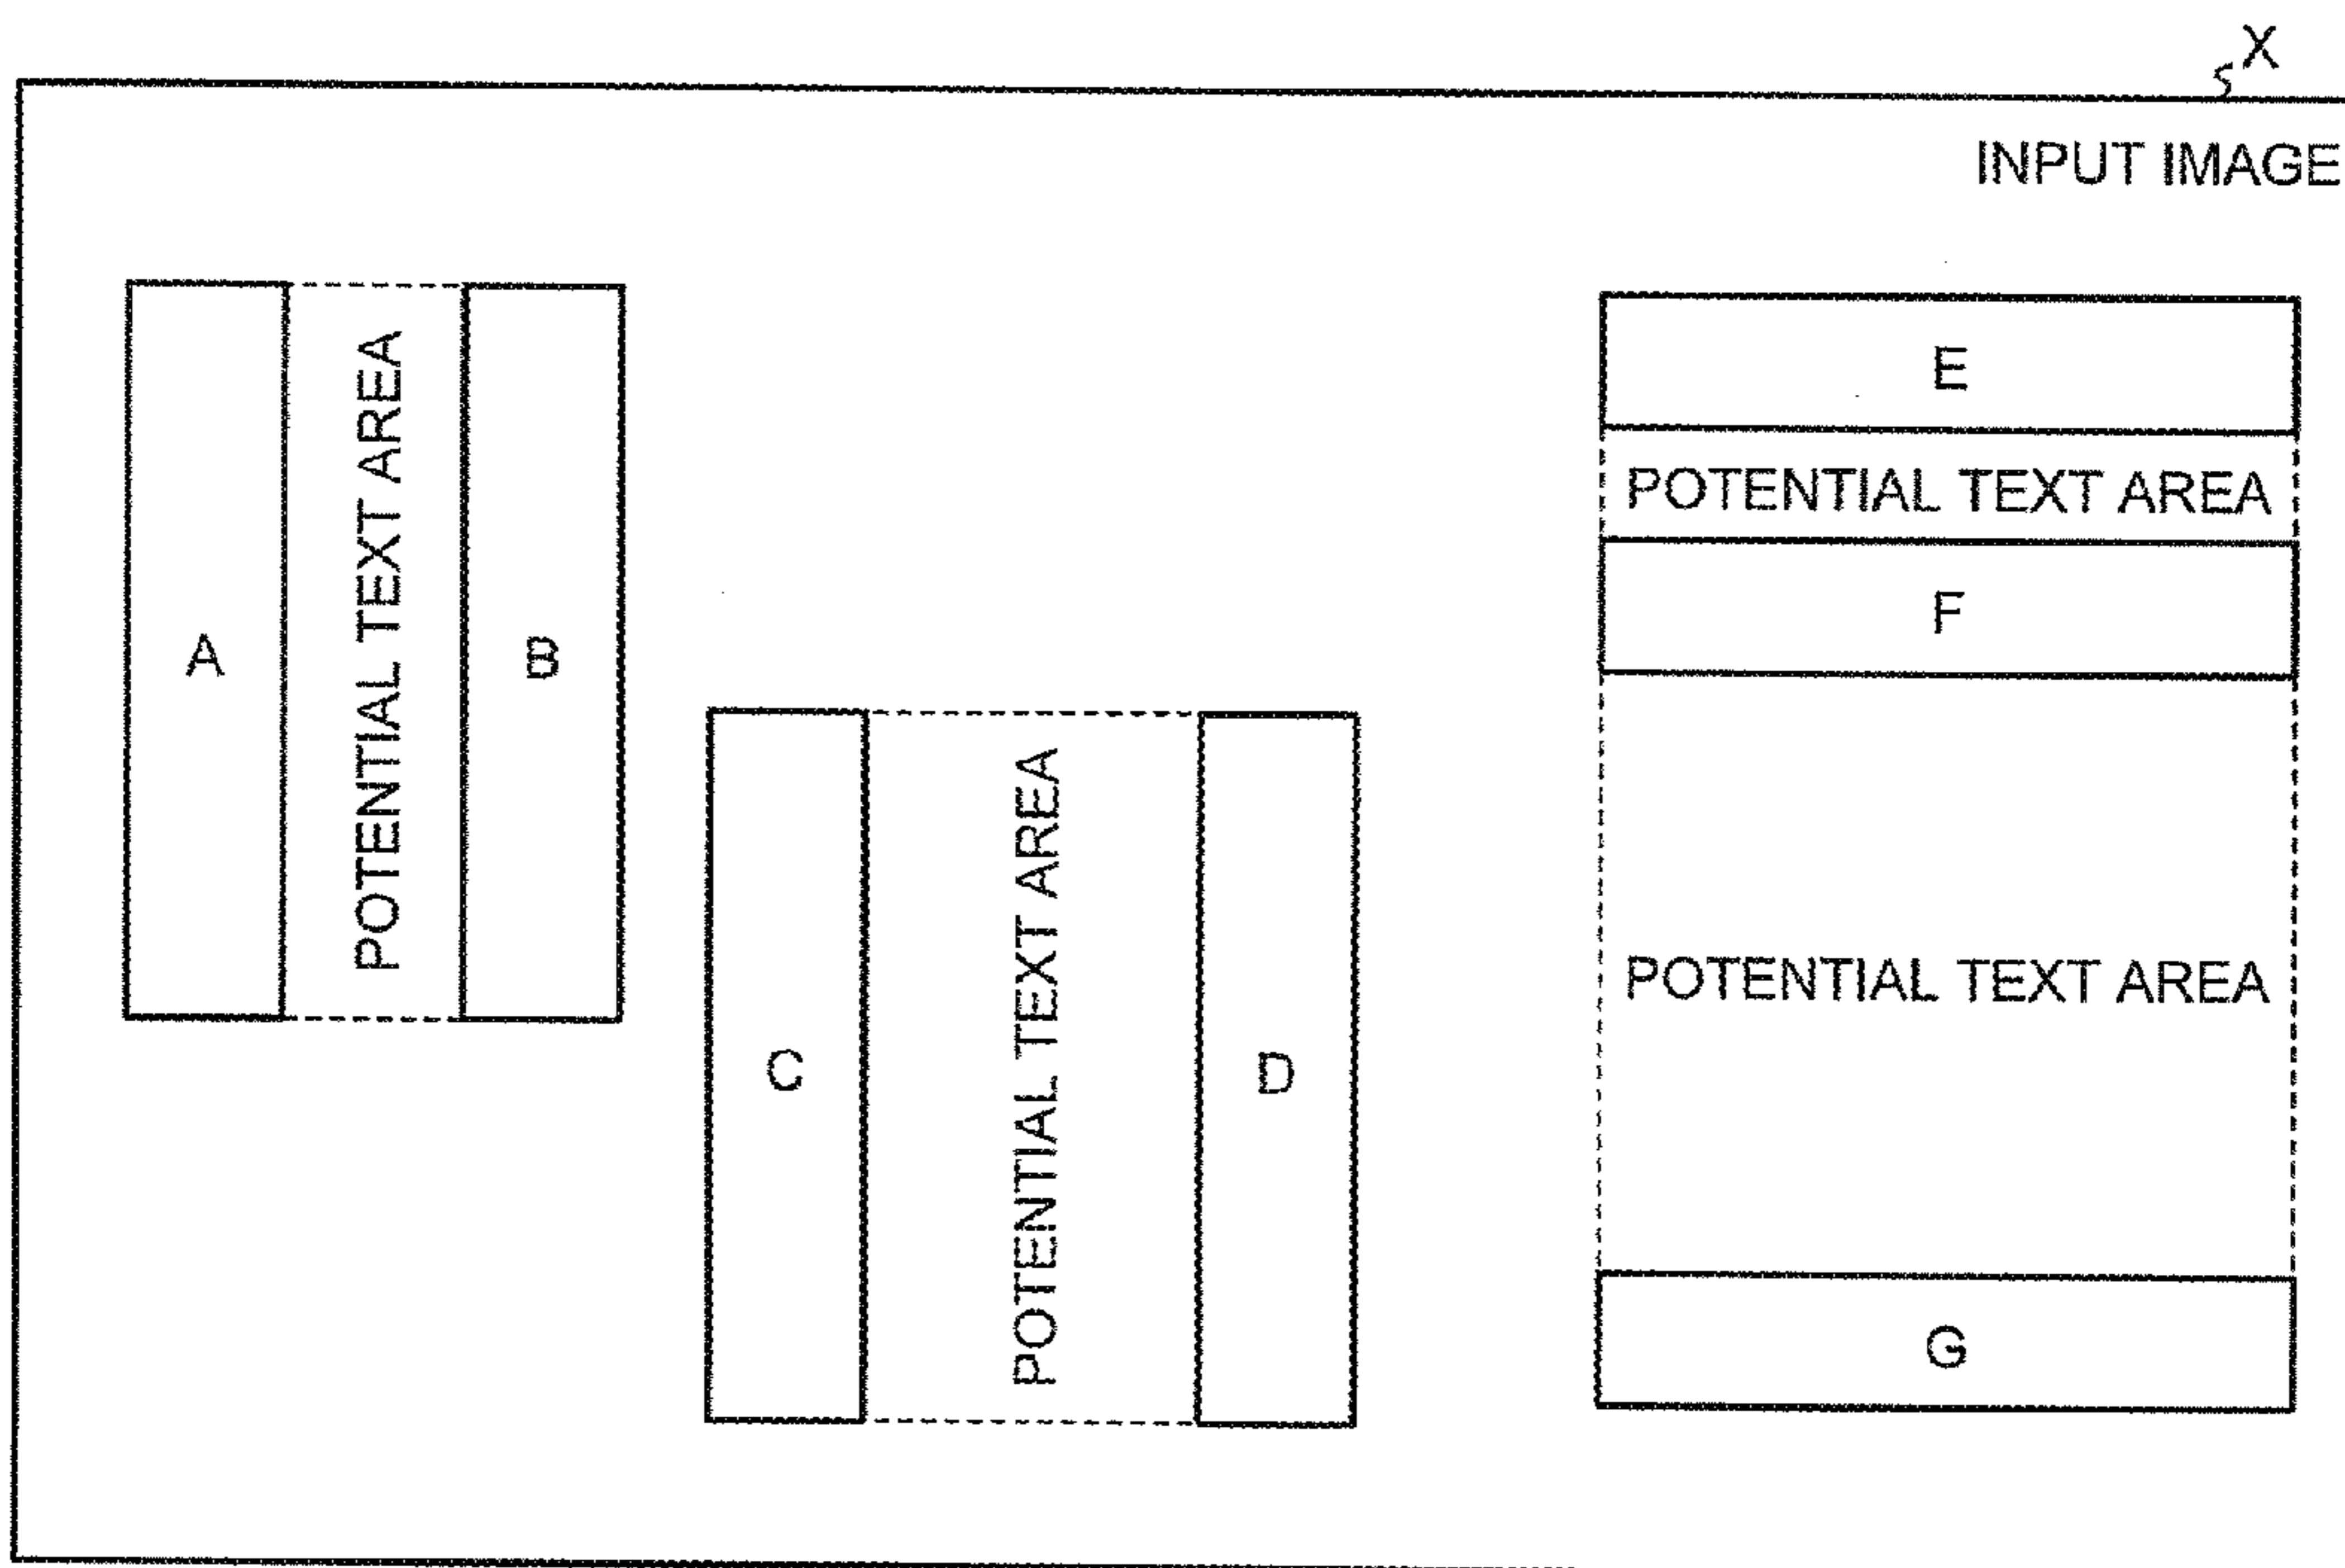 X
INPUT IMAGE
A
POTENTIAL TEXT AREA
B
C
POTENTIAL TEXT AREA
D
E
POTENTIAL TEXT AREA
F
POTENTIAL TEXT AREA
G